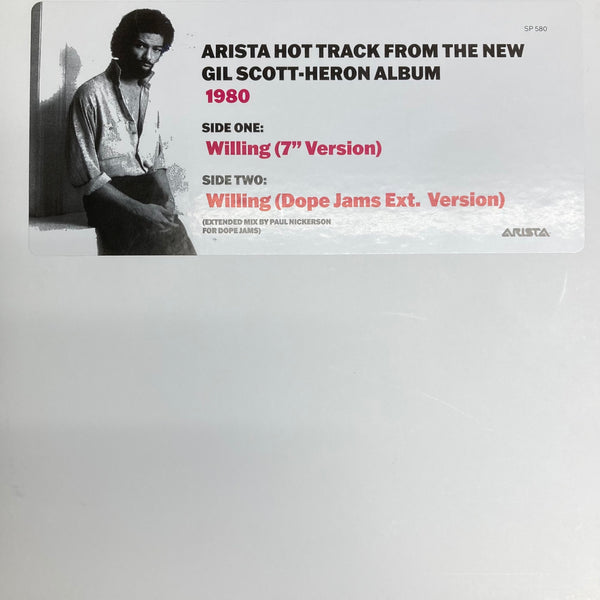 SP 580
ARISTA HOT TRACK FROM THE NEW
GIL SCOTT-HERON ALBUM
1980
SIDE ONE:
Willing (7” Version)
SIDE TWO:
Willing (Dope Jams Ext. Version)
(EXTENDED MIX BY PAUL NICKERSON
FOR DOPE JAMS)
ARISTA